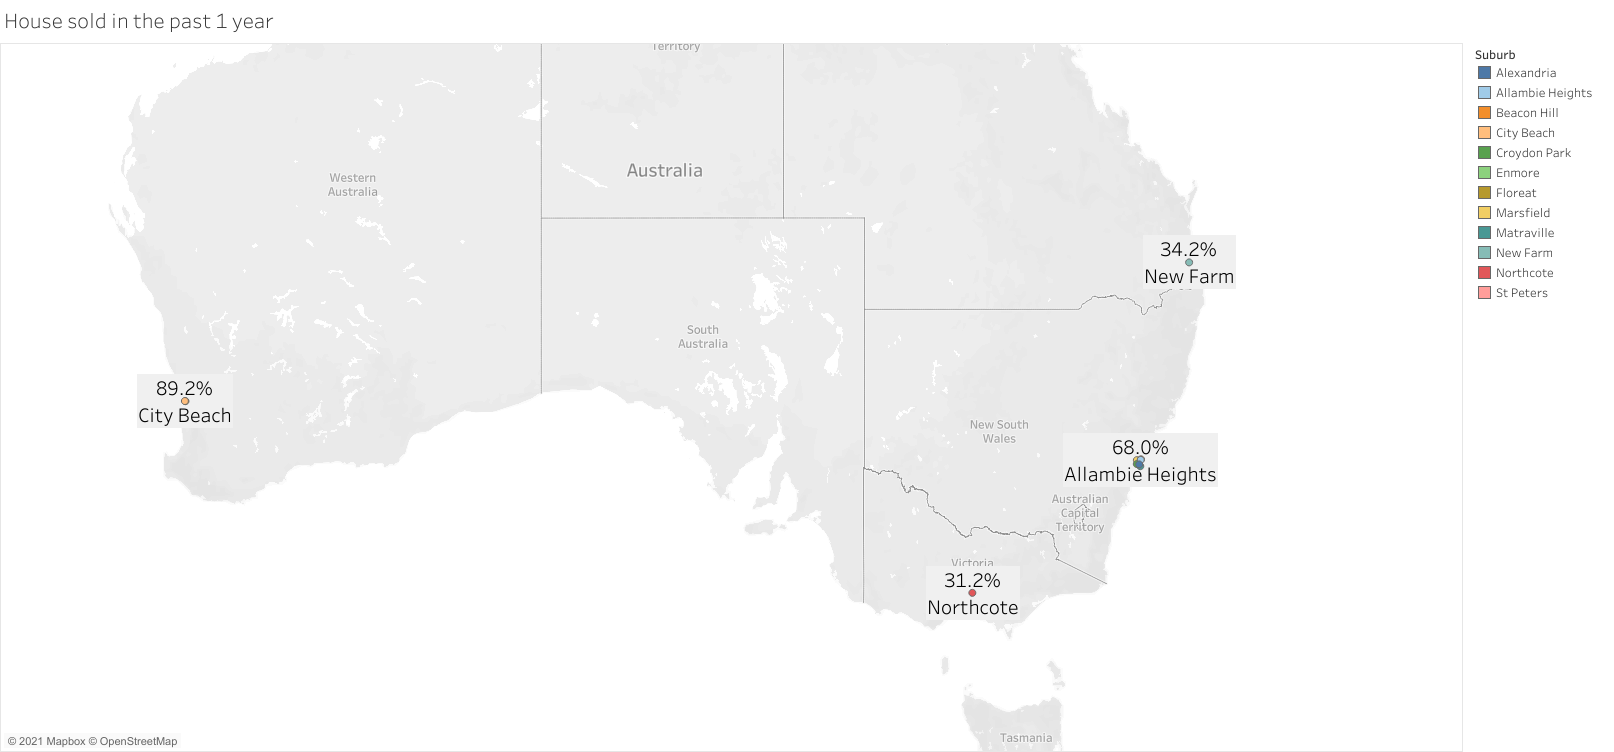 House sold in the past 1 year
Territory
Western
Australia
Australia
34.2%
New Farm
South
Australia
89.2%
City Beach
New South
Wales
68.0%
Allambie Heights
Australian
Capital
Territory
Victoria
31.2%
Northcote
Tasmania
© 2021 Mapbox © OpenStreetMap
Suburb
Alexandria
Allambie Heights
Beacon Hill
City Beach
Croydon Park
Enmore
Floreat
Marsfield
Matraville
New Farm
Northcote
St Peters